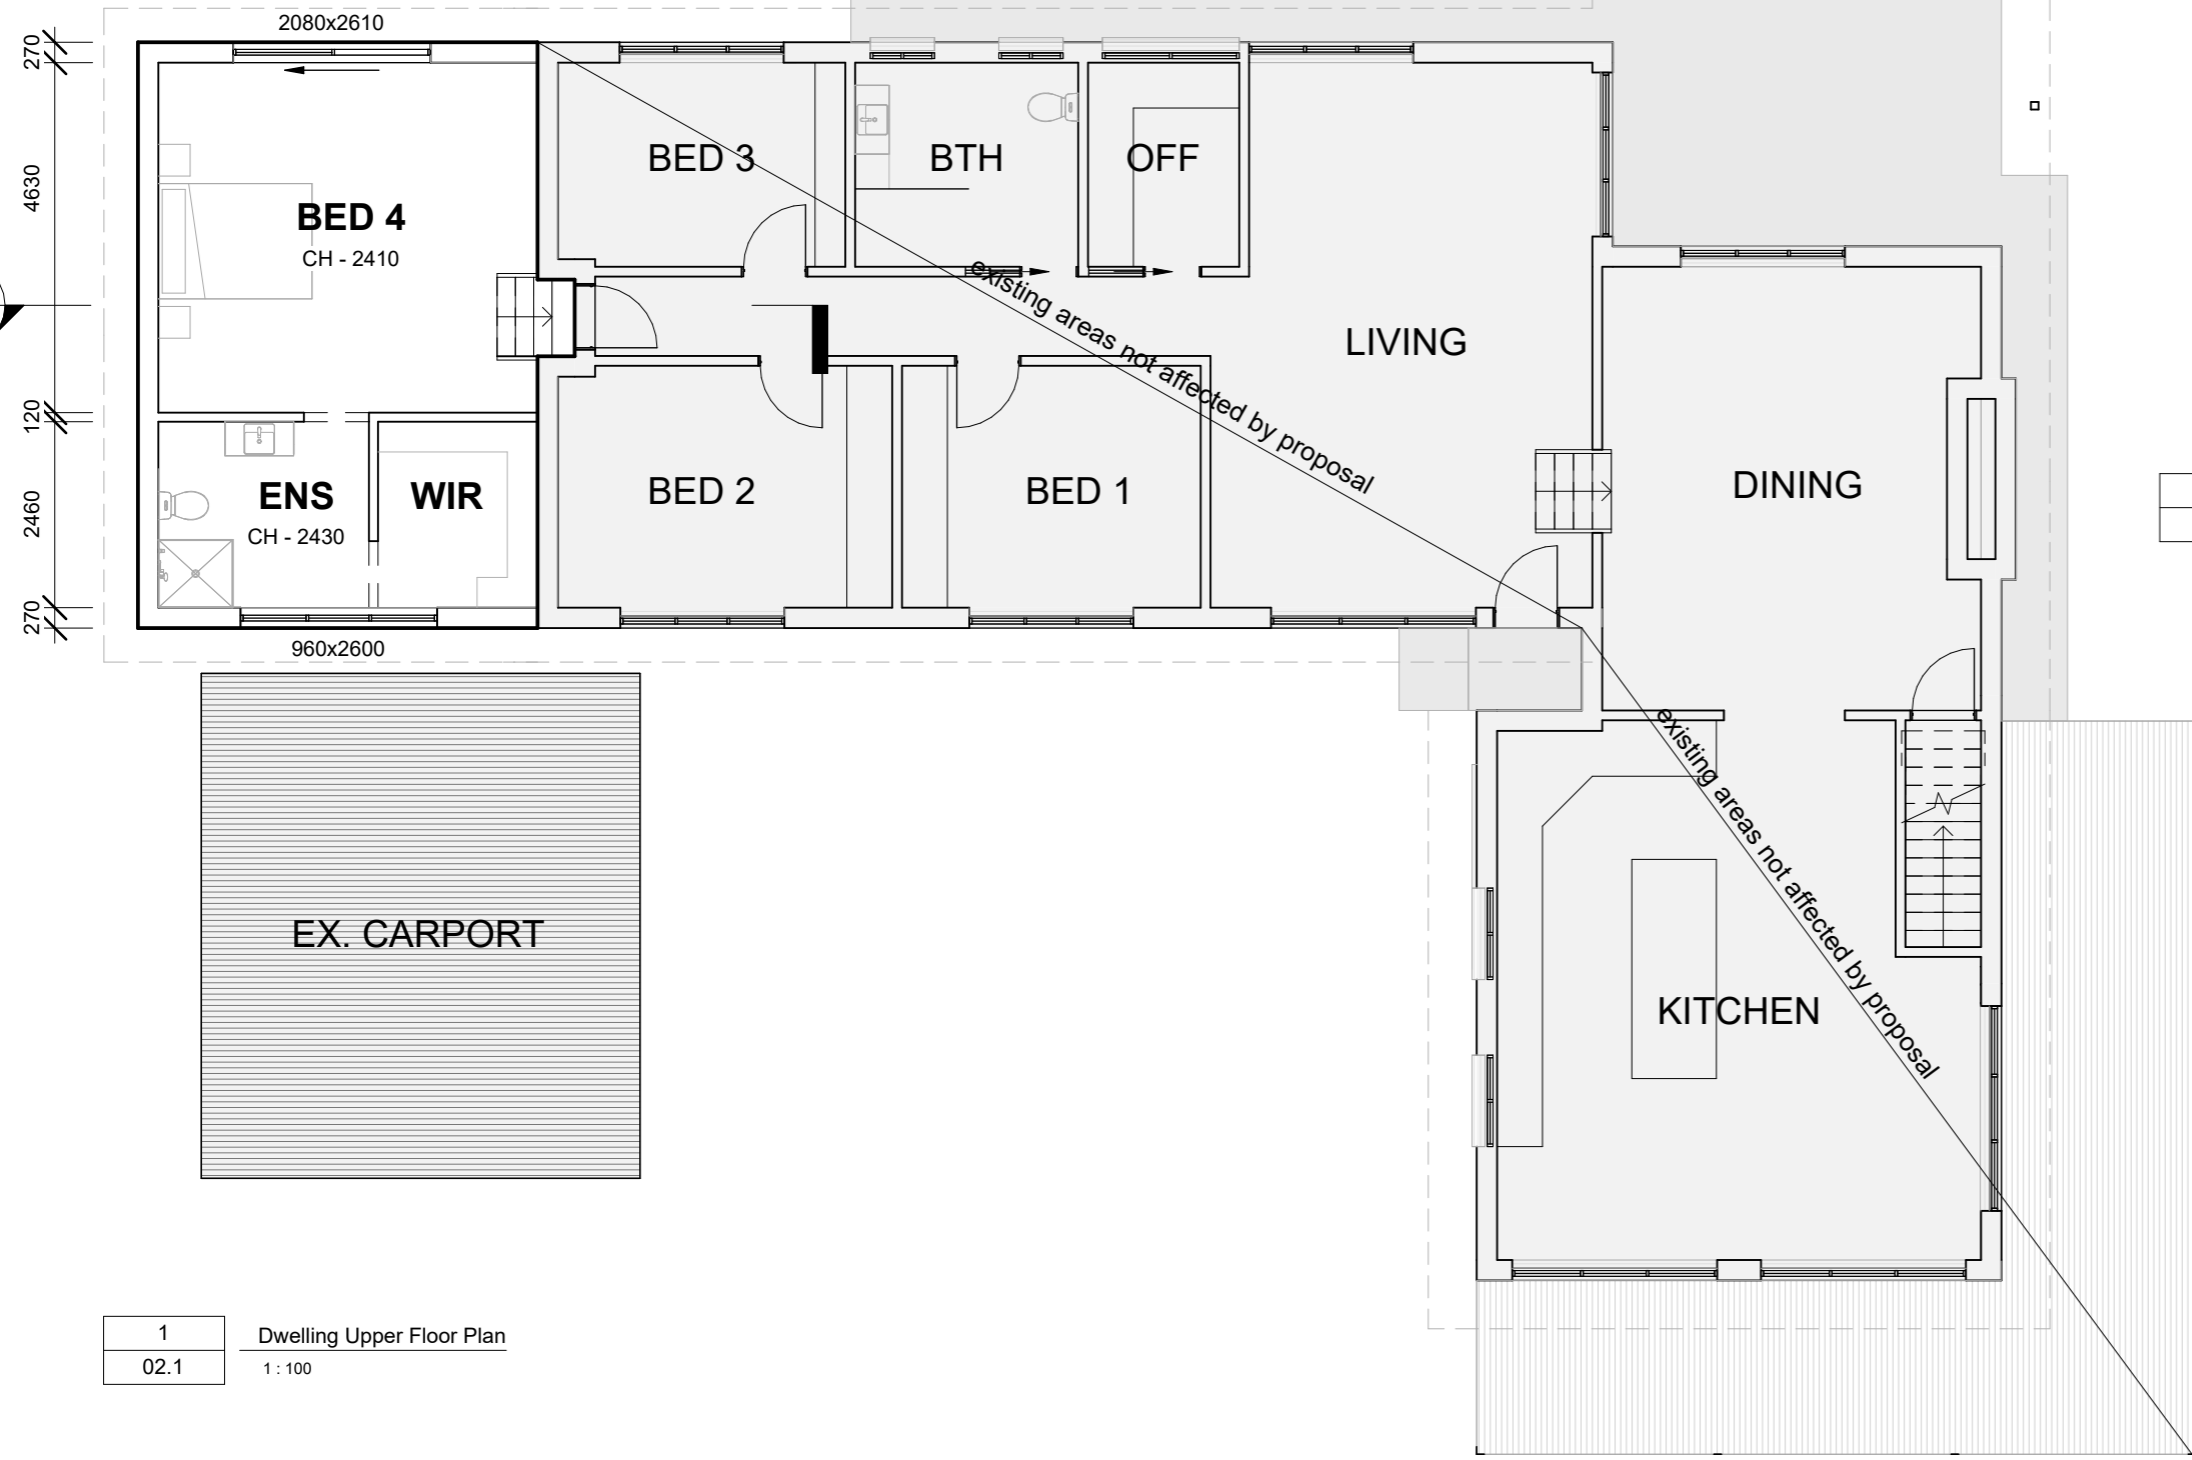 2080x2610
270
4630
120
2460
270
BED 4
CH - 2410
BED 3
BTH
OFF
LIVING
existing areas not affected by proposal
ENS
CH - 2430
WIR
BED 2
BED 1
DINING
960x2600
existing areas not affected by proposal
EX. CARPORT
KITCHEN
1
02.1
Dwelling Upper Floor Plan
1 : 100